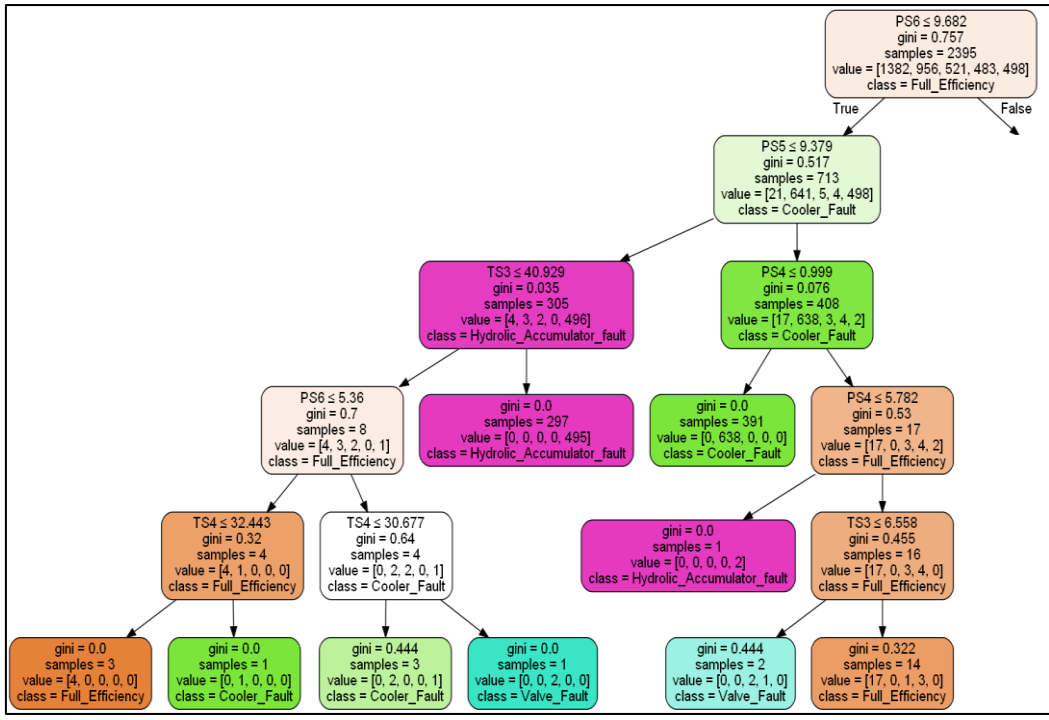 PS6 ≤ 9.682
gini = 0.757
samples = 2395
value = [1382, 956, 521, 483, 498]
class = Full_Efficiency
True
False
PS5 ≤ 9.379
gini = 0.517
samples = 713
value = [21, 641, 5, 4, 498]
class = Cooler_Fault
TS3 ≤ 40.929
gini = 0.035
samples = 305
value = [4, 3, 2, 0, 496]
class = Hydrolic_Accumulator_fault
PS4 ≤ 0.999
gini = 0.076
samples = 408
value = [17, 638, 3, 4, 2]
class = Cooler_Fault
PS6 ≤ 5.36
gini = 0.7
samples = 8
value = [4, 3, 2, 0, 1]
class = Full_Efficiency
gini = 0.0
samples = 297
value = [0, 0, 0, 0, 495]
class = Hydrolic_Accumulator_fault
gini = 0.0
samples = 391
value = [0, 638, 0, 0, 0]
class = Cooler_Fault
PS4 ≤ 5.782
gini = 0.53
samples = 17
value = [17, 0, 3, 4, 2]
class = Full_Efficiency
TS4 ≤ 32.443
gini = 0.32
samples = 4
value = [4, 1, 0, 0, 0]
class = Full_Efficiency
TS4 ≤ 30.677
gini = 0.64
samples = 4
value = [0, 2, 2, 0, 1]
class = Cooler_Fault
gini = 0.0
samples = 1
value = [0, 0, 0, 0, 2]
class = Hydrolic_Accumulator_fault
TS3 ≤ 6.558
gini = 0.455
samples = 16
value = [17, 0, 3, 4, 0]
class = Full_Efficiency
gini = 0.0
samples = 3
value = [4, 0, 0, 0, 0]
class = Full_Efficiency
gini = 0.0
samples = 1
value = [0, 1, 0, 0, 0]
class = Cooler_Fault
gini = 0.444
samples = 3
value = [0, 2, 0, 0, 1]
class = Cooler_Fault
gini = 0.0
samples = 1
value = [0, 0, 2, 0, 0]
class = Valve_Fault
gini = 0.444
samples = 2
value = [0, 0, 2, 1, 0]
class = Valve_Fault
gini = 0.322
samples = 14
value = [17, 0, 1, 3, 0]
class = Full_Efficiency